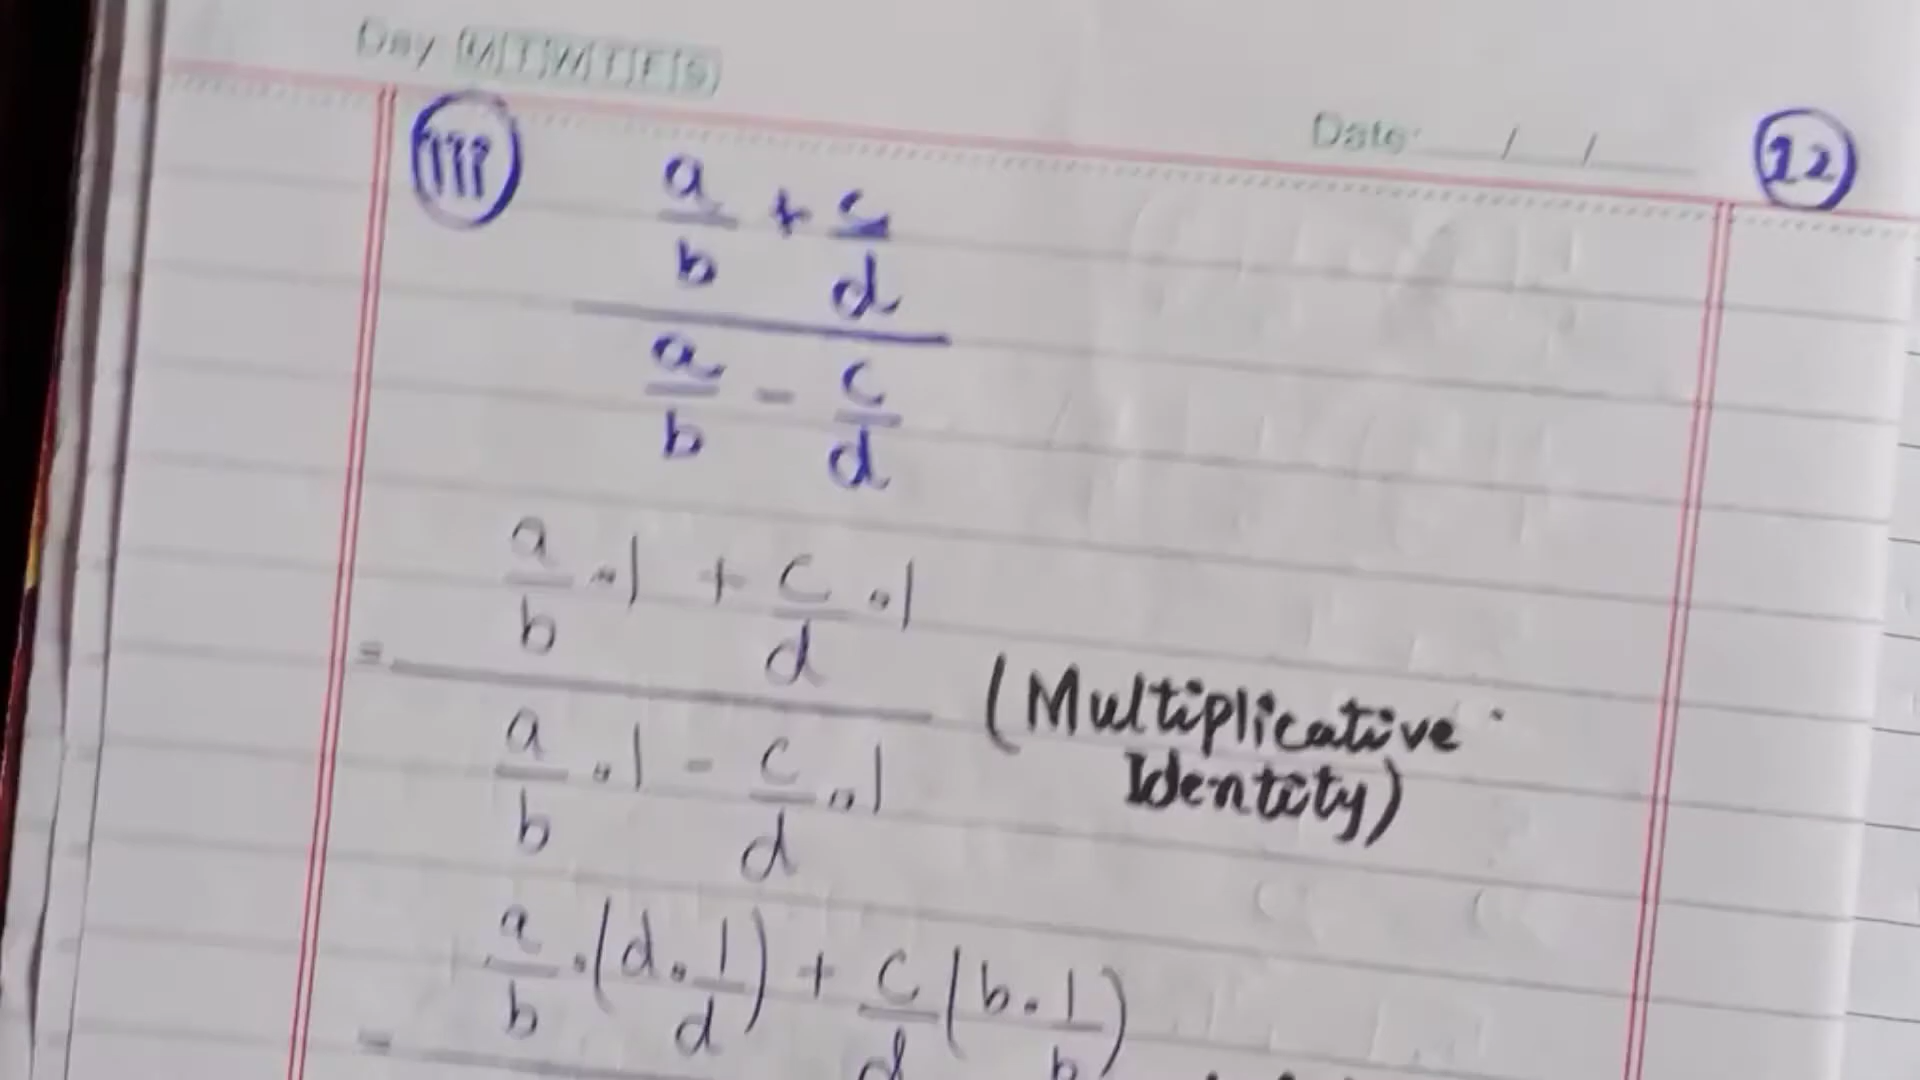 Day M T W T F S
Date: / /
12
iii
a/b + c/d
a/b - c/d
a/b . 1 + c/d . 1
=
a/b . 1 - c/d . 1
(Multiplicative
Identity)
a/b . (d . 1/d) + c/d (b . 1/b)
=